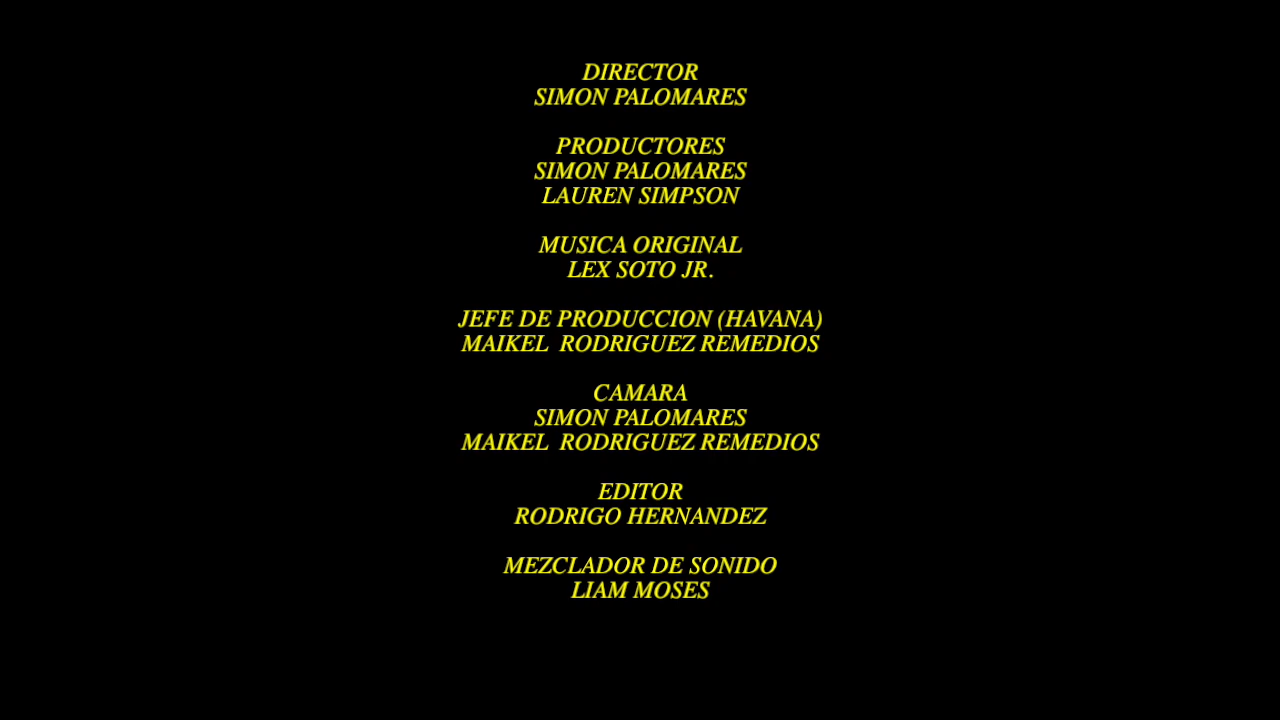 DIRECTOR
SIMON PALOMARES
PRODUCTORES
SIMON PALOMARES
LAUREN SIMPSON
MUSICA ORIGINAL
LEX SOTO JR.
JEFE DE PRODUCCION (HAVANA)
MAIKEL  RODRIGUEZ REMEDIOS
CAMARA
SIMON PALOMARES
MAIKEL  RODRIGUEZ REMEDIOS
EDITOR
RODRIGO HERNANDEZ
MEZCLADOR DE SONIDO
LIAM MOSES